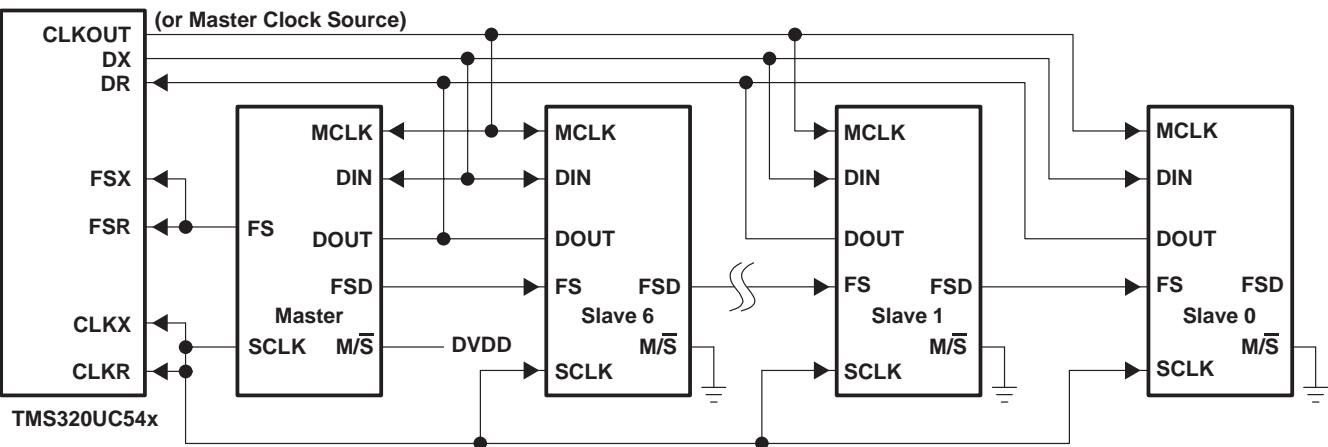 (or Master Clock Source)
CLKOUT
DX
DR
FSX
FSR
CLKX
CLKR
TMS320UC54x
MCLK
DIN
FS
DOUT
FSD
Master
SCLK
M/S̅
DVDD
MCLK
DIN
DOUT
FS
FSD
Slave 6
M/S̅
SCLK
MCLK
DIN
DOUT
FS
FSD
Slave 1
M/S̅
SCLK
MCLK
DIN
DOUT
FS
FSD
Slave 0
M/S̅
SCLK